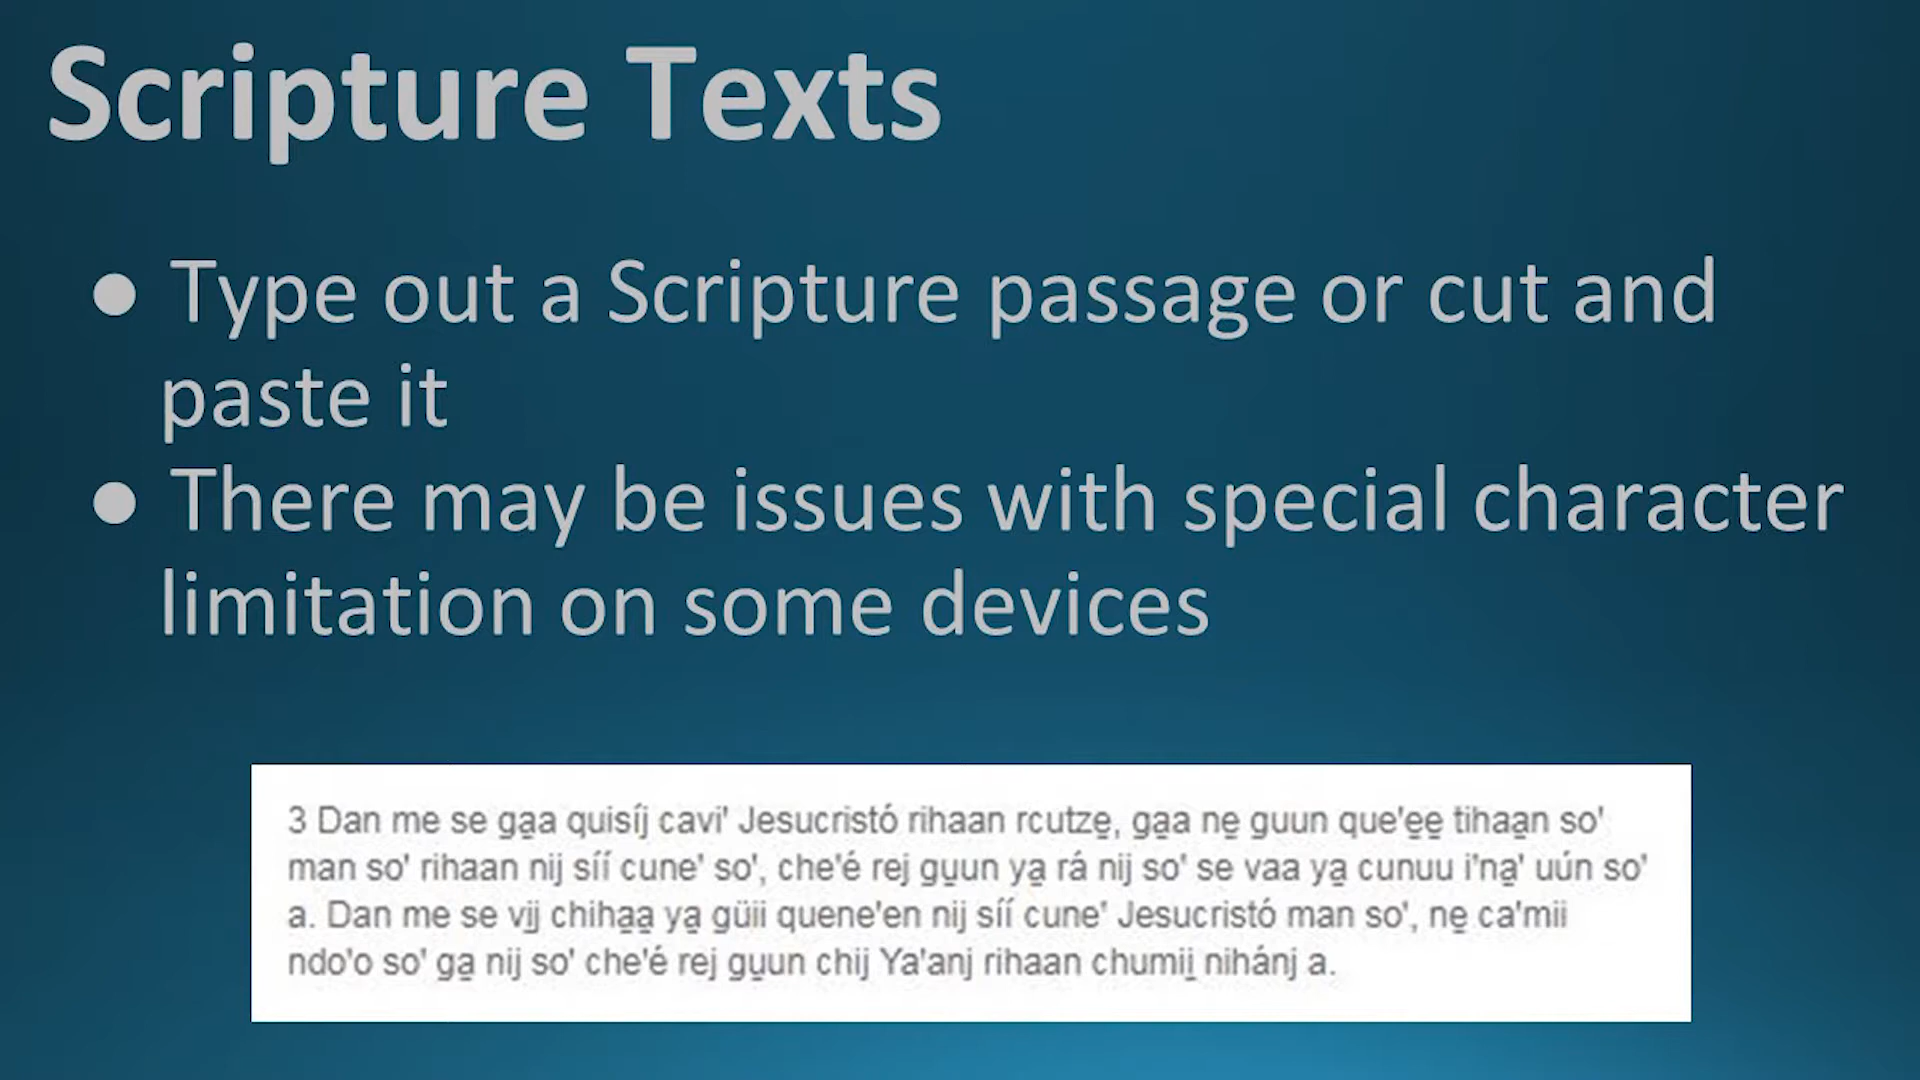 Scripture Texts
● Type out a Scripture passage or cut and
paste it
● There may be issues with special character
limitation on some devices
3 Dan me se ga̱a quisíj cavi' Jesucristó rihaan rcutze̱, ga̱a ne̱ guun que'e̱e̱ tihaa̱n so'
man so' rihaan nij síí cune' so', che'é rej gu̱un ya̱ rá nij so' se vaa ya̱ cunuu i'na̱' uún so'
a. Dan me se vi̱j chiha̱a̱ ya̱ güii quene'en nij síí cune' Jesucristó man so', ne̱ ca'mii
ndo'o so' ga̱ nij so' che'é rej gu̱un chij Ya'anj rihaan chumii̱ nihánj a.